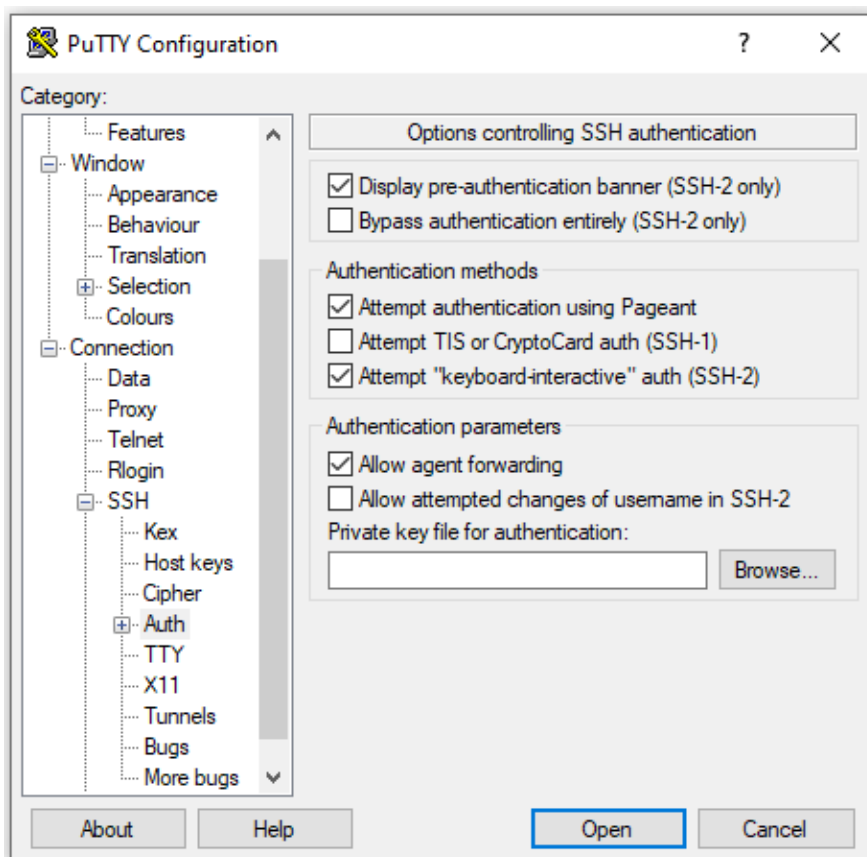 PuTTY Configuration
?
Category:
Features
Window
Appearance
Behaviour
Translation
Selection
Colours
Connection
Data
Proxy
Telnet
Rlogin
SSH
Kex
Host keys
Cipher
Auth
TTY
X11
Tunnels
Bugs
More bugs
Options controlling SSH authentication
Display pre-authentication banner (SSH-2 only)
Bypass authentication entirely (SSH-2 only)
Authentication methods
Attempt authentication using Pageant
Attempt TIS or CryptoCard auth (SSH-1)
Attempt "keyboard-interactive" auth (SSH-2)
Authentication parameters
Allow agent forwarding
Allow attempted changes of username in SSH-2
Private key file for authentication:
Browse...
About
Help
Open
Cancel